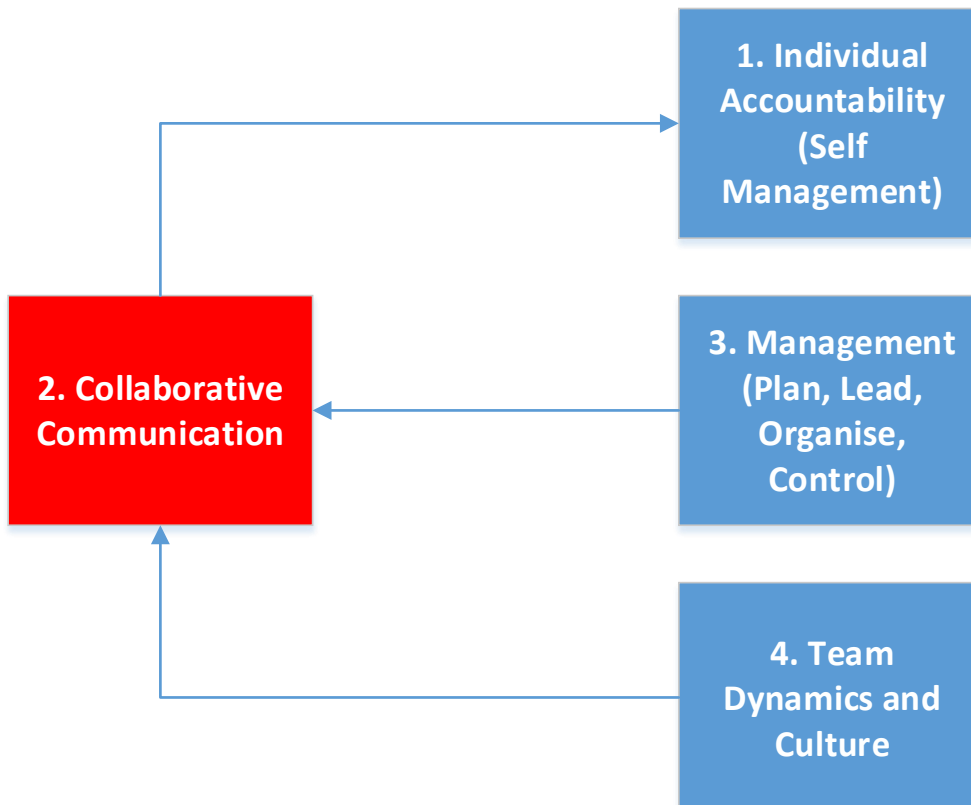 1. Individual
Accountability
(Self
Management)
2. Collaborative
Communication
3. Management
(Plan, Lead,
Organise,
Control)
4. Team
Dynamics and
Culture